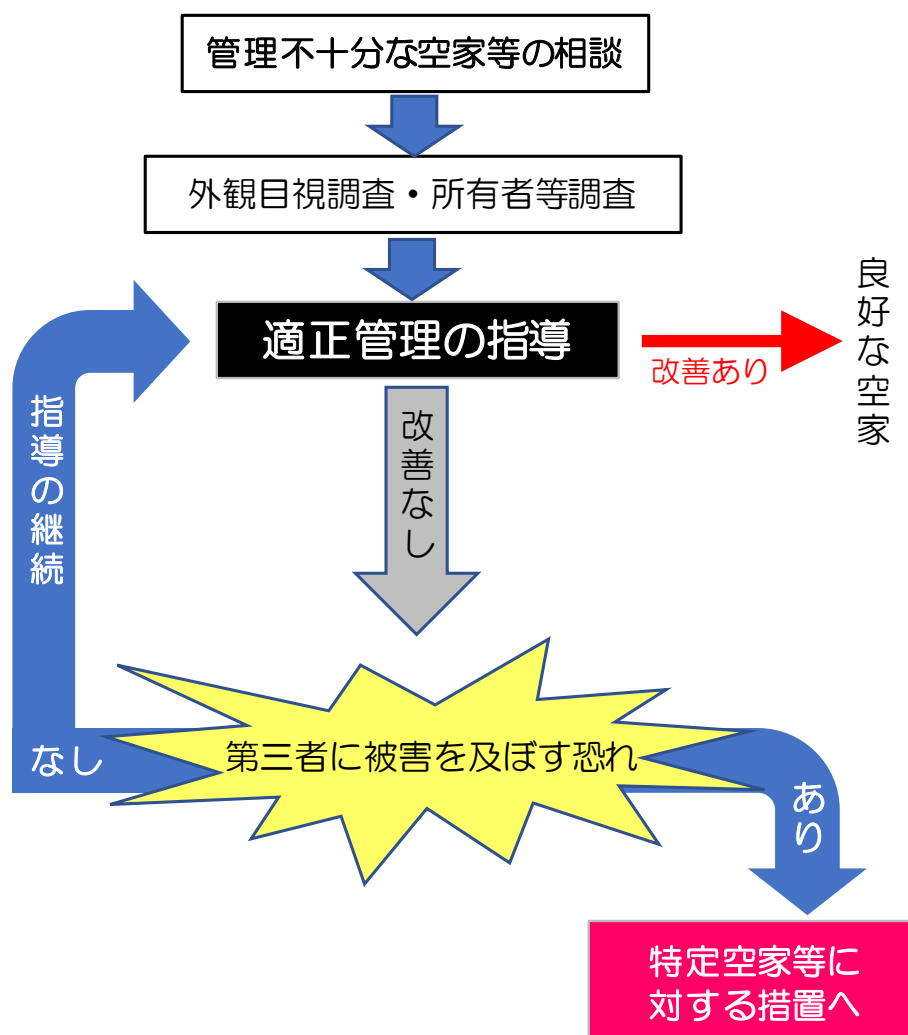 管理不十分な空家等の相談
外観目視調査・所有者等調査
適正管理の指導
改善あり
良好な空家
改善なし
指導の継続
第三者に被害を及ぼす恐れ
なし
あり
特定空家等に
対する措置へ